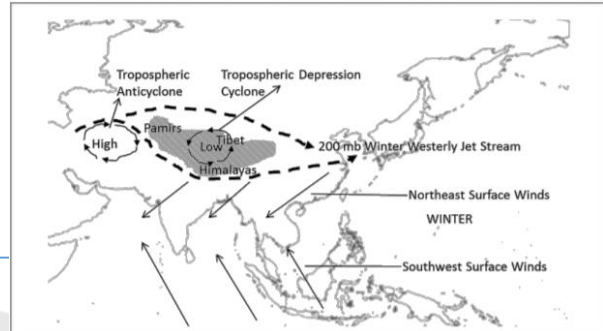 Tropospheric
Anticyclone
Tropospheric Depression
Cyclone
Pamirs
High
Low
Tibet
Himalayas
200 mb Winter Westerly Jet Stream
Northeast Surface Winds
WINTER
Southwest Surface Winds